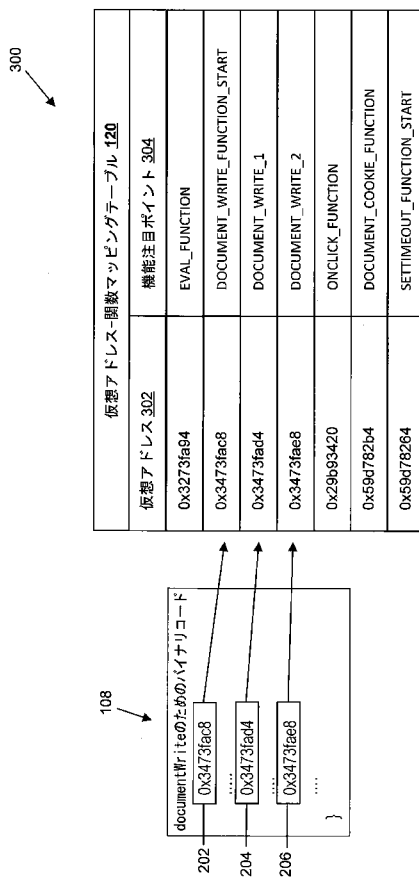 300
108
documentWriteのためのバイナリコード
0x3473fac8
.....
0x3473fad4
....
0x3473fae8
....
}
202
204
206
仮想アドレス-関数マッピングテーブル 120
仮想アドレス 302 機能注目ポイント 304
0x3273fa94 EVAL_FUNCTION
0x3473fac8 DOCUMENT_WRITE_FUNCTION_START
0x3473fad4 DOCUMENT_WRITE_1
0x3473fae8 DOCUMENT_WRITE_2
0x29b93420 ONCLICK_FUNCTION
0x59d782b4 DOCUMENT_COOKIE_FUNCTION
0x59d78264 SETTIMEOUT_FUNCTION_START